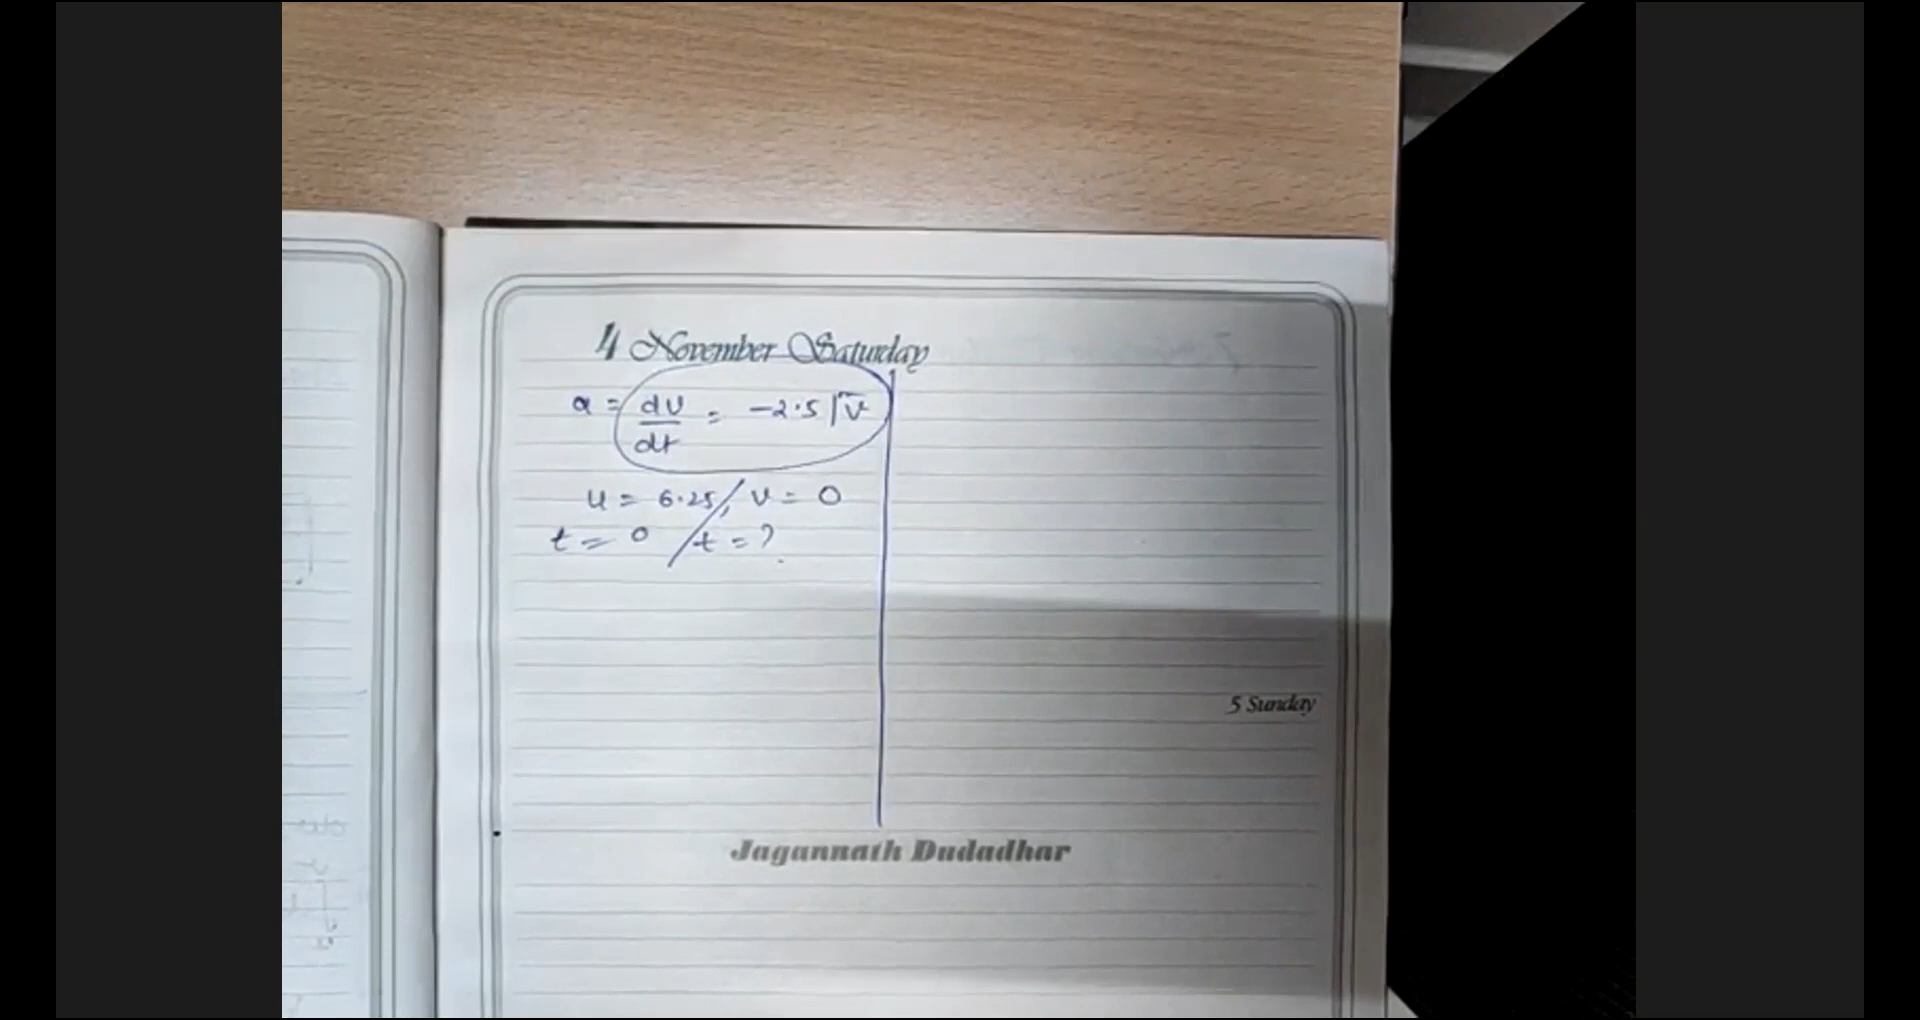 4 November Saturday
a = dv/dt = -2.5 √v
u = 6.25, / v = 0
t = 0 / t = ?
5 Sunday
Jagannath Dudadhar